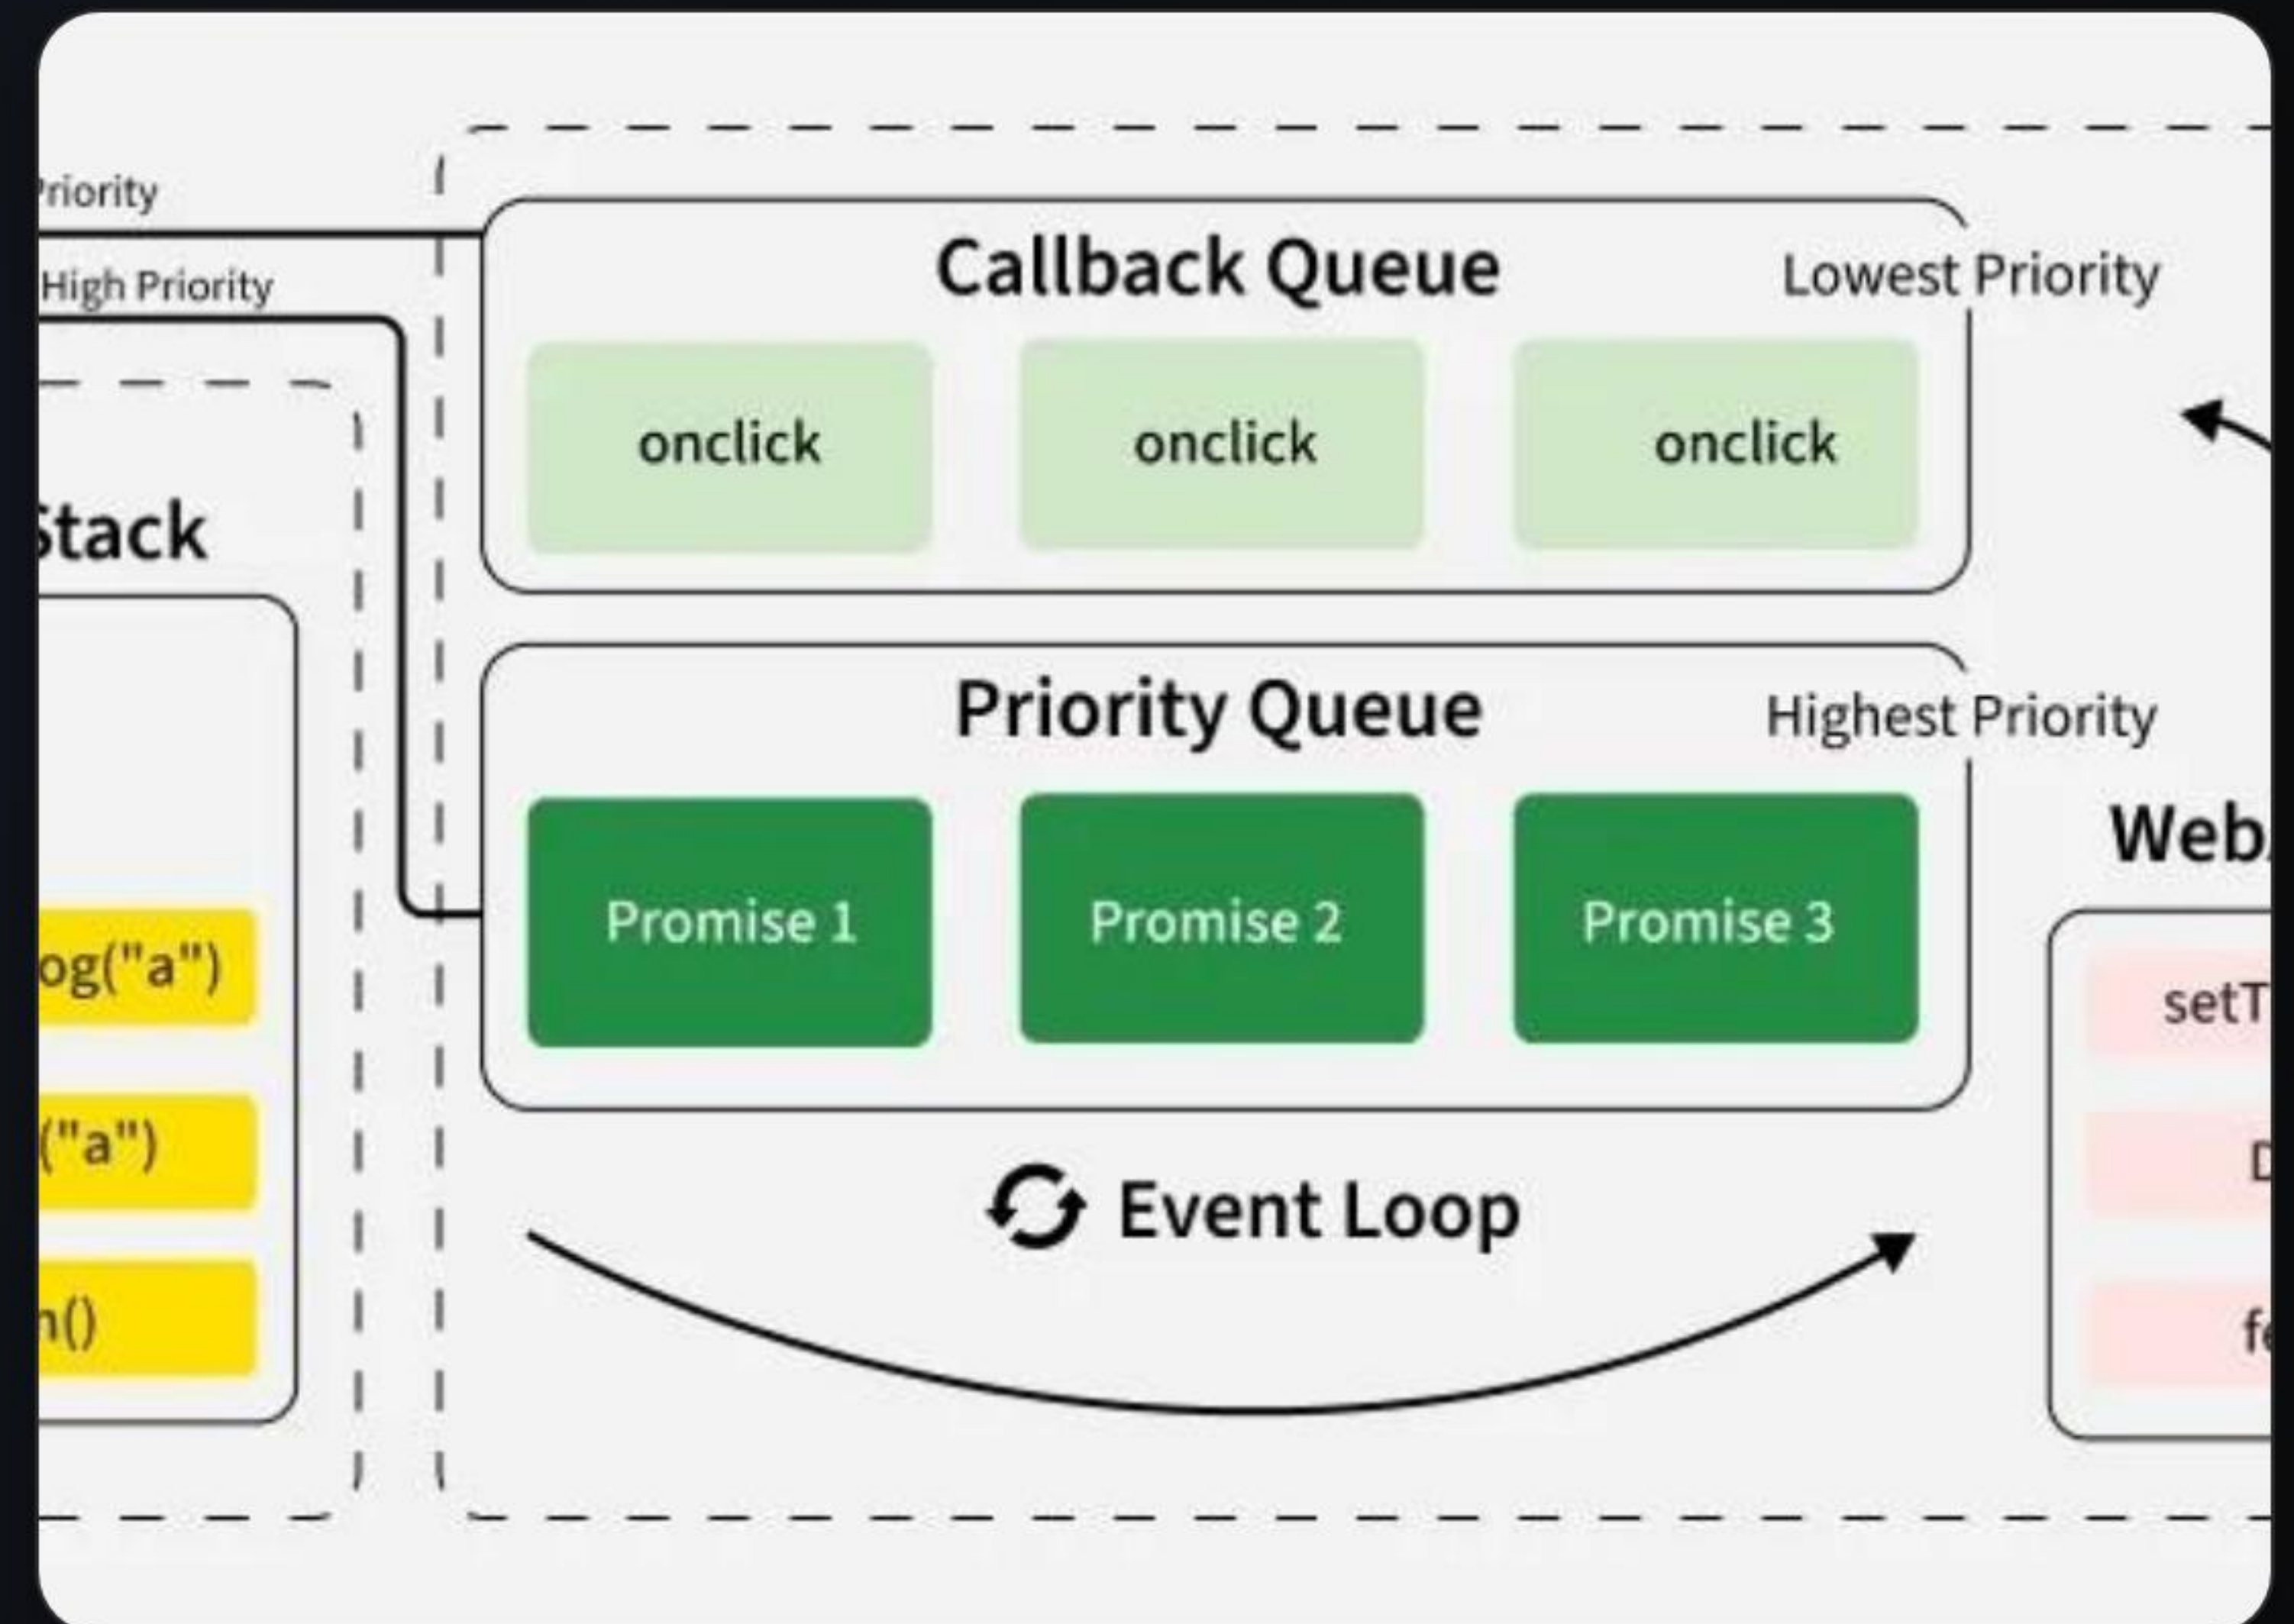 Priority
High Priority
Stack
og("a")
("a")
n()
Callback Queue
Lowest Priority
onclick
onclick
onclick
Priority Queue
Highest Priority
Promise 1
Promise 2
Promise 3
Event Loop
Web
setT